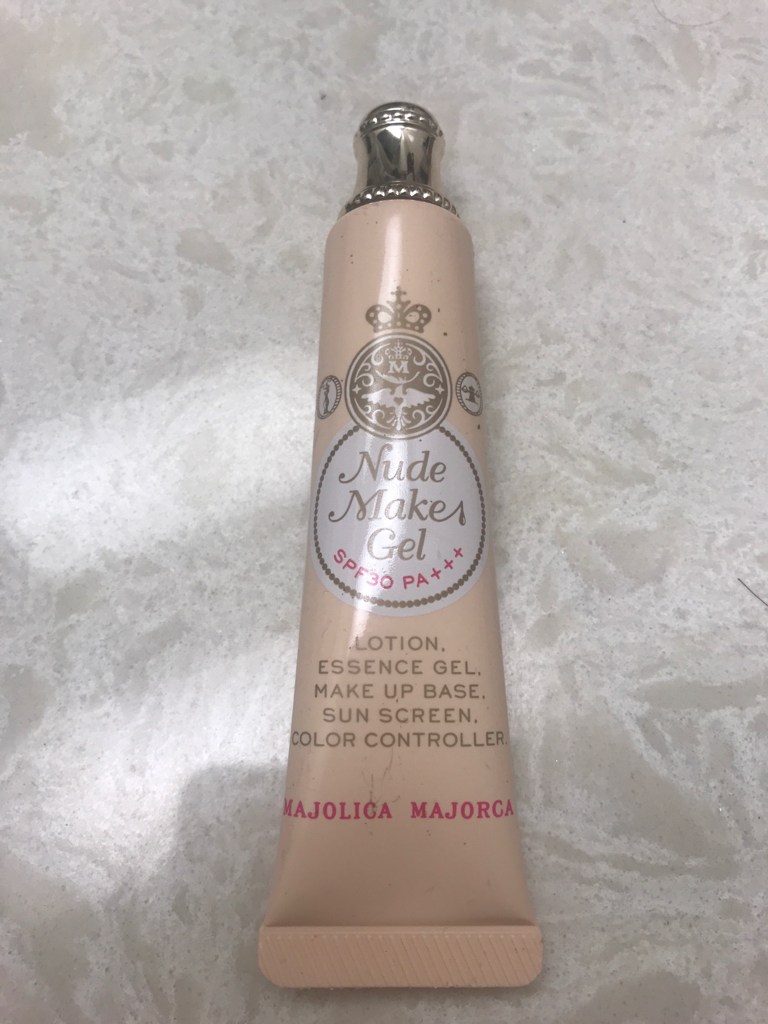 M
Nude
Make
Gel
SPF30 PA+++
LOTION,
ESSENCE GEL,
MAKE UP BASE,
SUN SCREEN,
COLOR CONTROLLER.
MAJOLICA MAJORCA